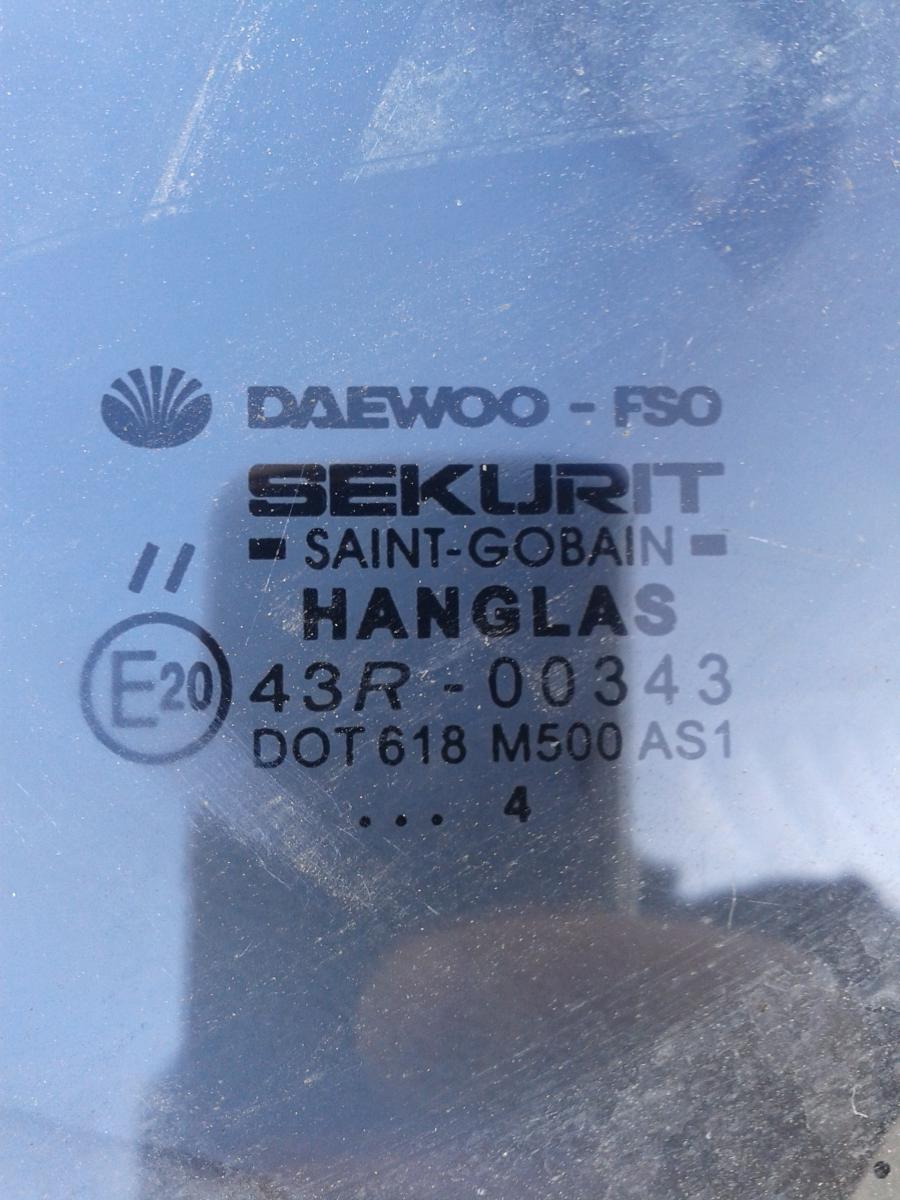 DAEWOO - FSO
SEKURIT
- SAINT-GOBAIN -
//
HANGLAS
E20 43R - 00343
DOT 618 M500 AS1
... 4